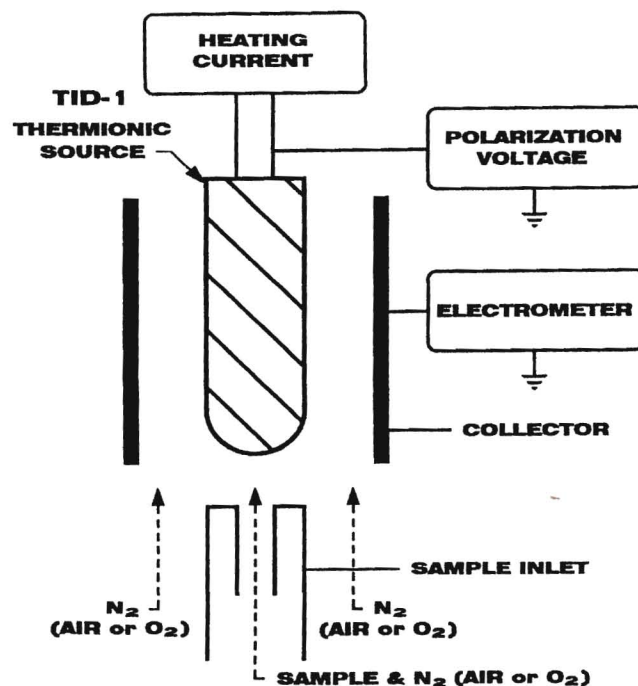 HEATING
CURRENT
TID-1
THERMIONIC
SOURCE
POLARIZATION
VOLTAGE
ELECTROMETER
COLLECTOR
SAMPLE INLET
N₂
(AIR or O₂)
N₂
(AIR or O₂)
SAMPLE & N₂ (AIR or O₂)